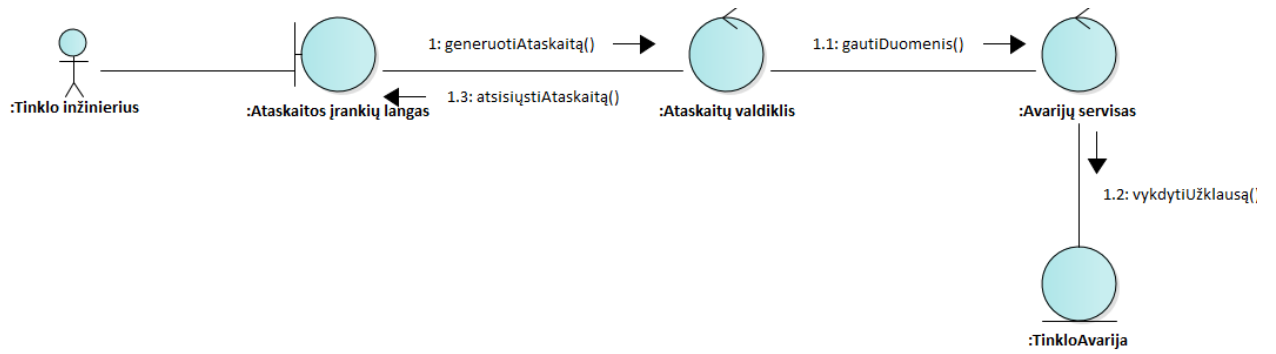 1: generuotiAtaskaitą()
1.1: gautiDuomenis()
1.3: atsisiųstiAtaskaitą()
:Tinklo inžinierius
:Ataskaitos įrankių langas
:Ataskaitų valdiklis
:Avarijų servisas
1.2: vykdytiUžklausą()
:TinkloAvarija